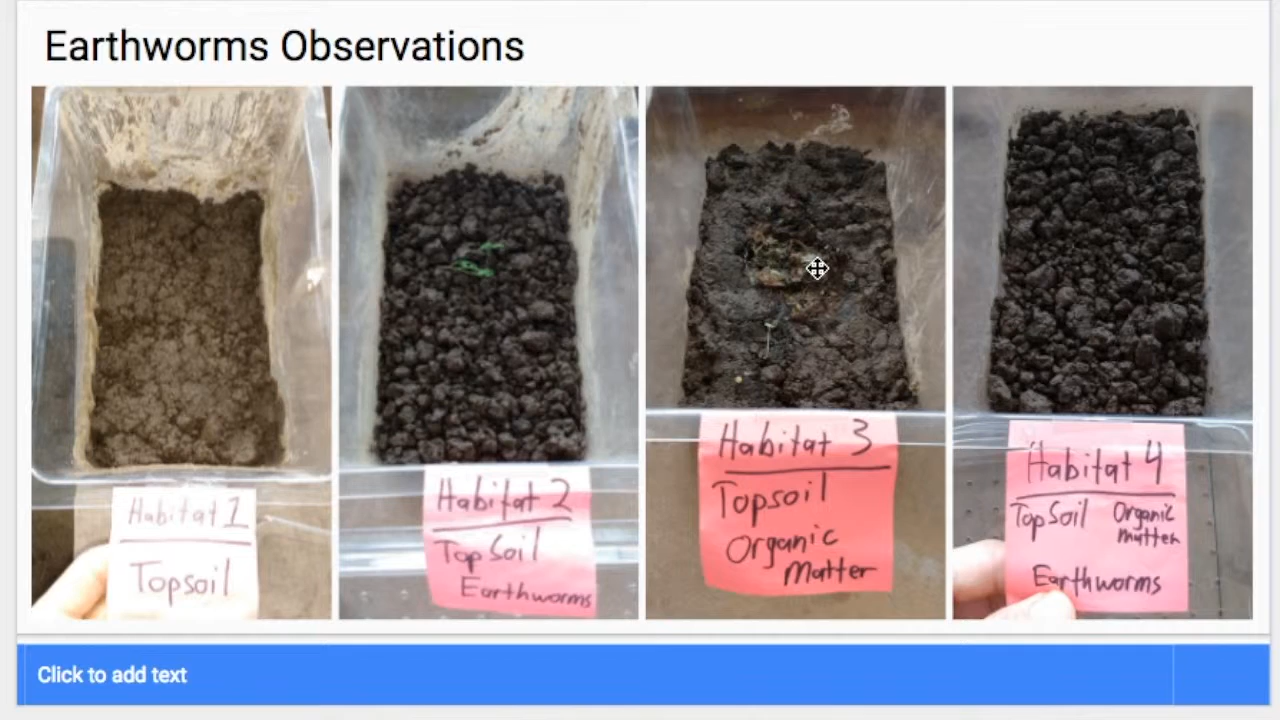 Earthworms Observations
Habitat 1
Topsoil
Habitat 2
Top Soil
Earthworms
Habitat 3
Topsoil
Organic
Matter
Habitat 4
Top Soil Organic
matter
Earthworms
Click to add text